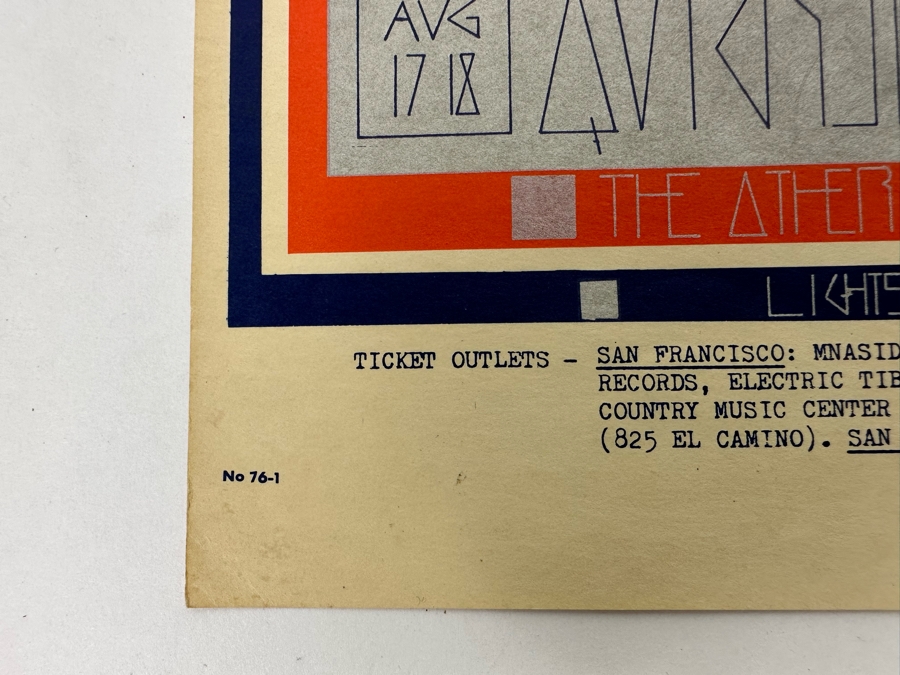 AUG
17 18
THE ATHER
LIGHTS
TICKET OUTLETS – SAN FRANCISCO: MNASID
RECORDS, ELECTRIC TIB
COUNTRY MUSIC CENTER
(825 EL CAMINO). SAN
No 76-1